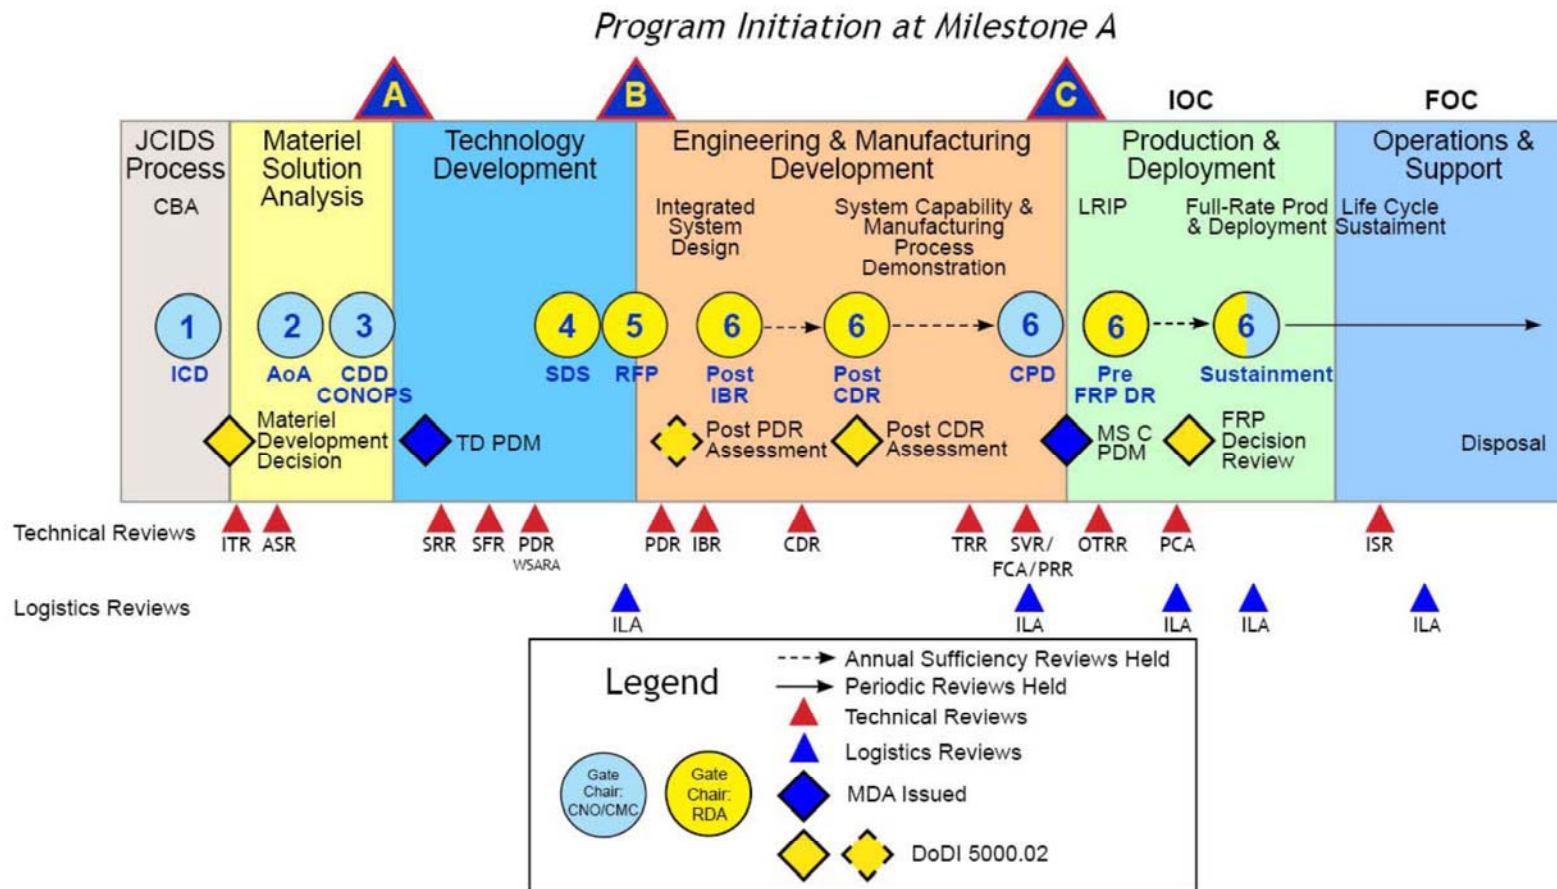 Program Initiation at Milestone A
A
B
C
IOC
FOC
JCIDS
Process
CBA
Materiel
Solution
Analysis
Technology
Development
Engineering & Manufacturing
Development
Integrated
System
Design
System Capability &
Manufacturing
Process
Demonstration
Production &
Deployment
LRIP
Full-Rate Prod
& Deployment
Operations &
Support
Life Cycle
Sustaiment
1
ICD
2
AoA
3
CDD
CONOPS
4
SDS
5
RFP
6
Post
IBR
6
Post
CDR
6
CPD
6
Pre
FRP DR
6
Sustainment
Materiel
Development
Decision
TD PDM
Post PDR
Assessment
Post CDR
Assessment
MS C
PDM
FRP
Decision
Review
Disposal
Technical Reviews
ITR
ASR
SRR
SFR
PDR
WSARA
PDR
IBR
CDR
TRR
SVR/
FCA/PRR
OTRR
PCA
ISR
Logistics Reviews
ILA
ILA
ILA
ILA
ILA
Legend
Gate
Chair:
CNO/CMC
Gate
Chair:
RDA
Annual Sufficiency Reviews Held
Periodic Reviews Held
Technical Reviews
Logistics Reviews
MDA Issued
DoDI 5000.02